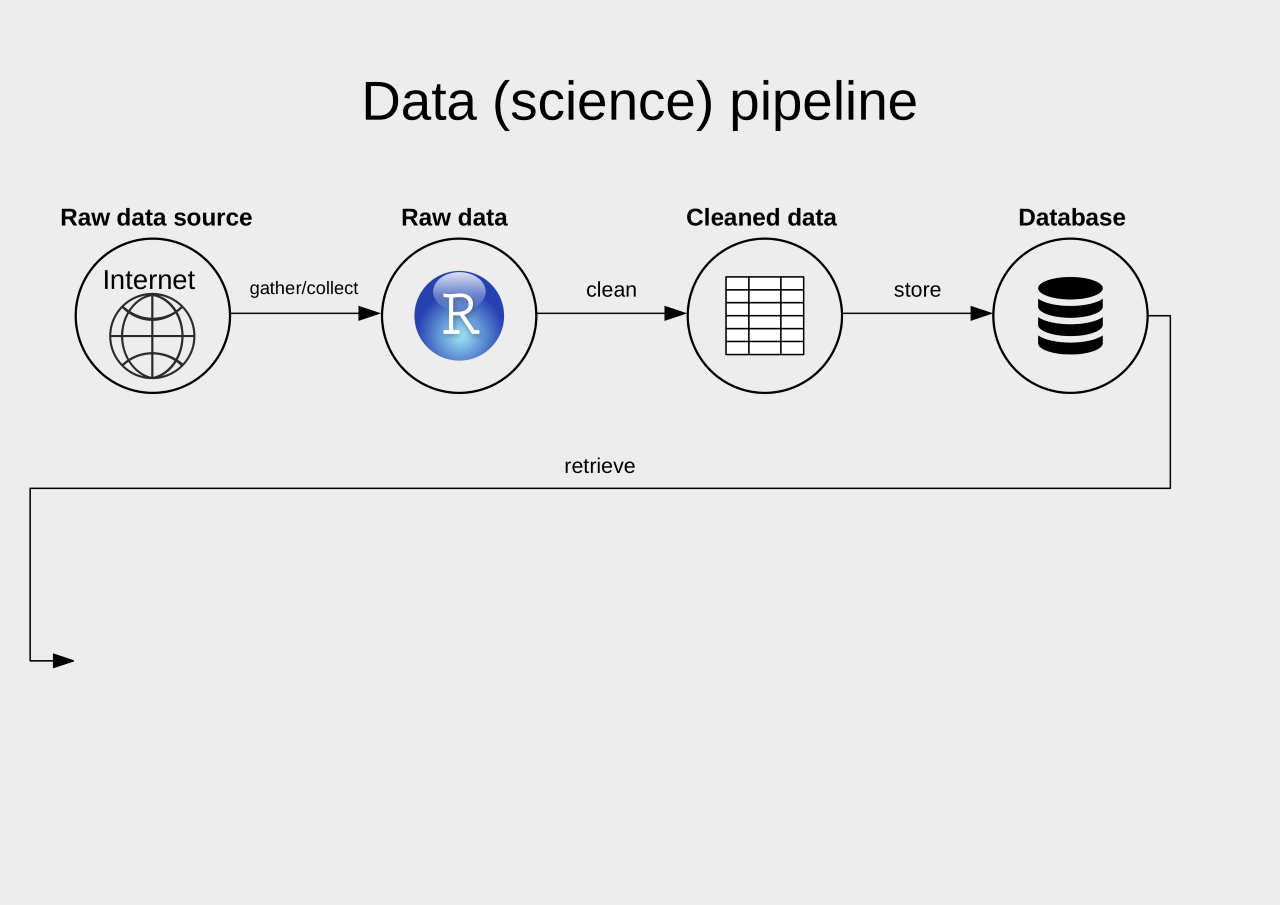 Data (science) pipeline
Raw data source
Raw data
Cleaned data
Database
Internet
gather/collect
R
clean
store
retrieve